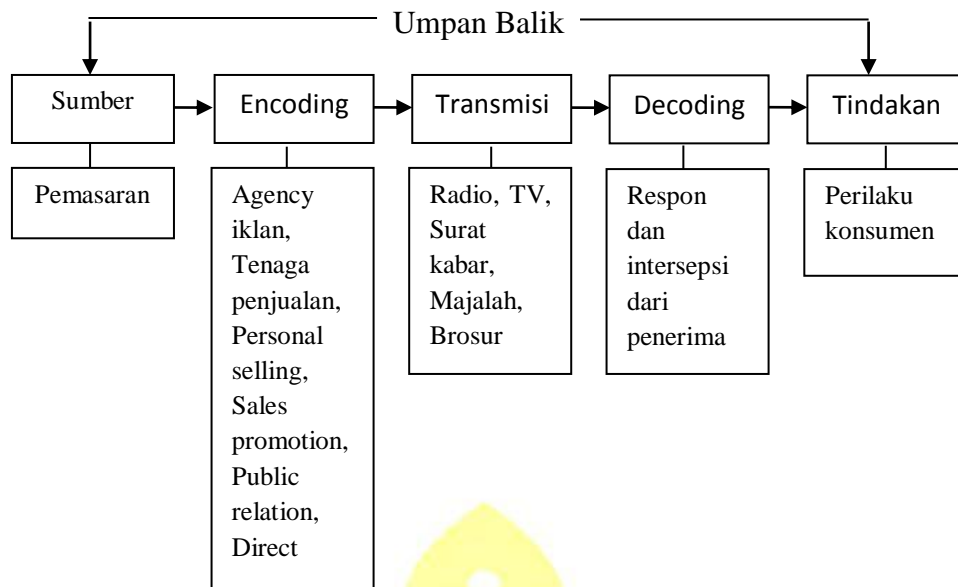 Umpan Balik
Sumber
Encoding
Transmisi
Decoding
Tindakan
Pemasaran
Agency
iklan,
Tenaga
penjualan,
Personal
selling,
Sales
promotion,
Public
relation,
Direct
Radio, TV,
Surat
kabar,
Majalah,
Brosur
Respon
dan
intersepsi
dari
penerima
Perilaku
konsumen